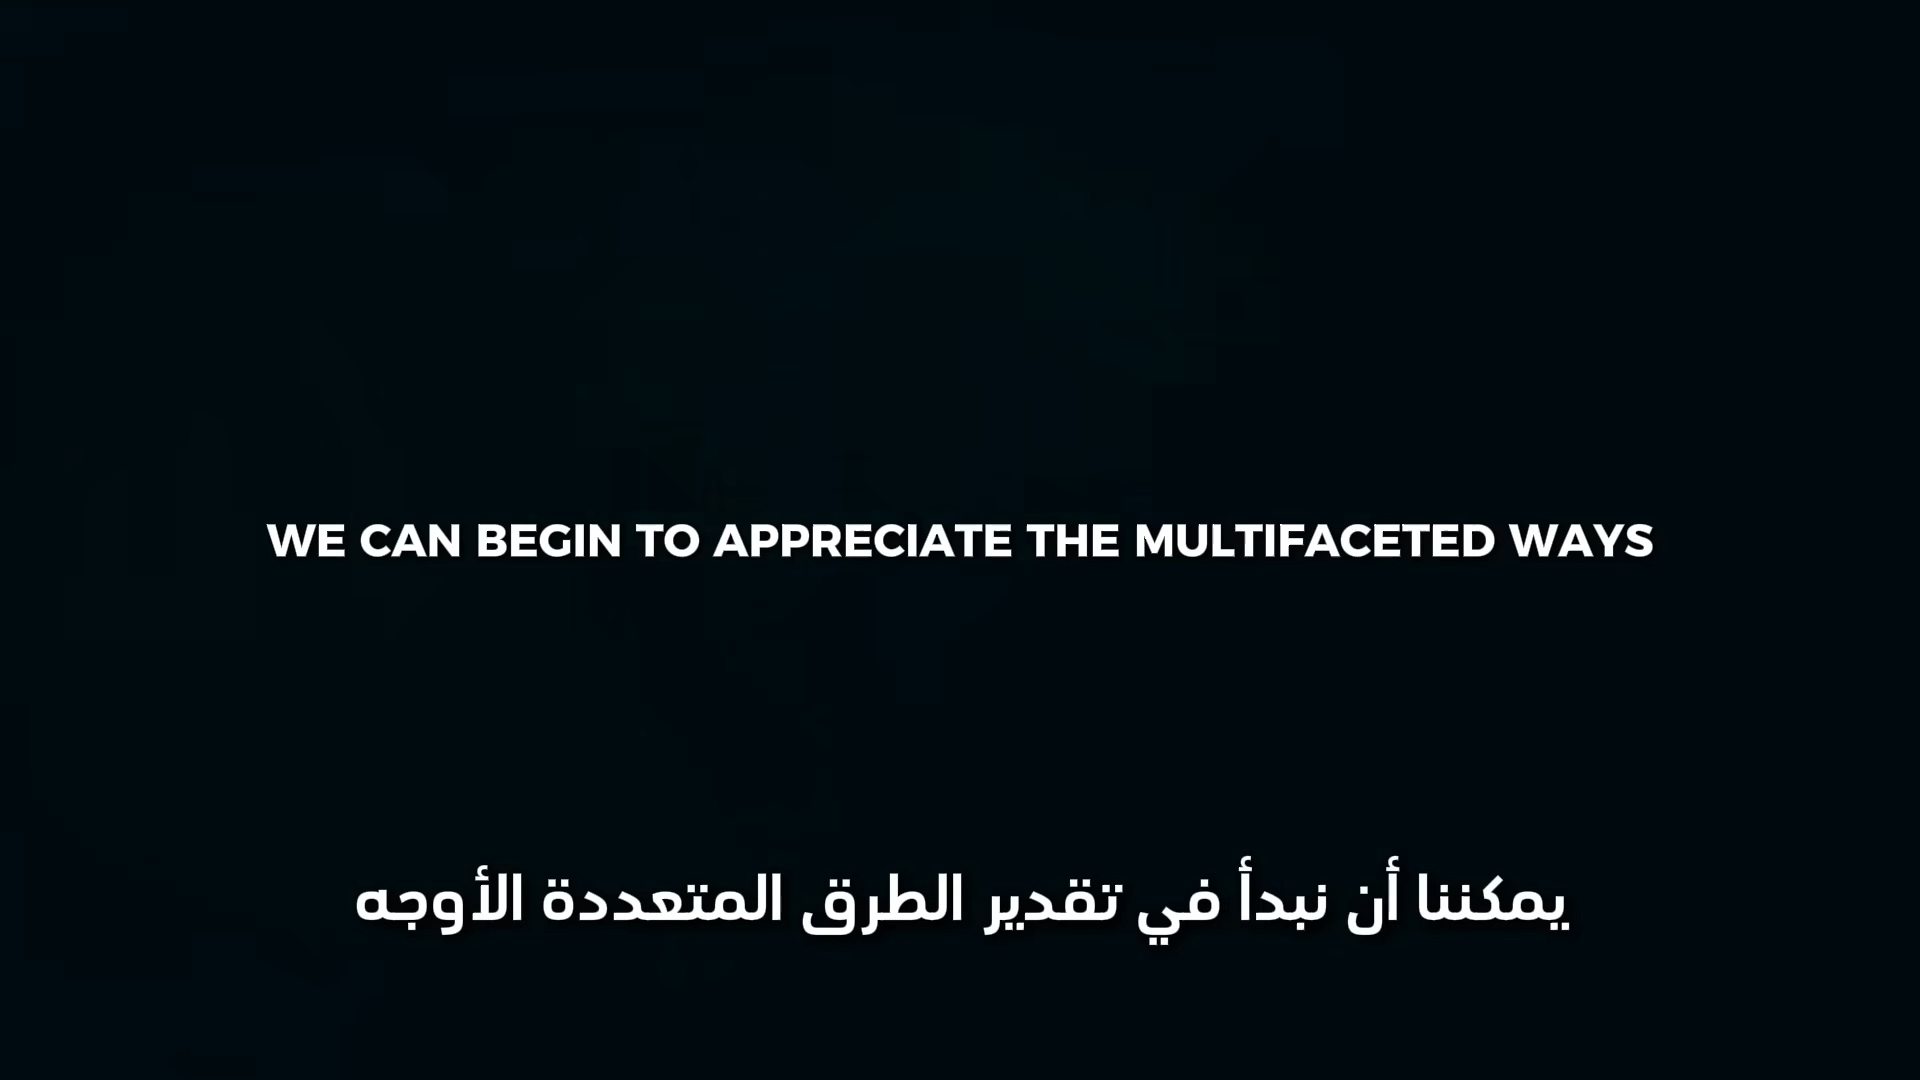 WE CAN BEGIN TO APPRECIATE THE MULTIFACETED WAYS
يمكننا أن نبدأ في تقدير الطرق المتعددة الأوجه